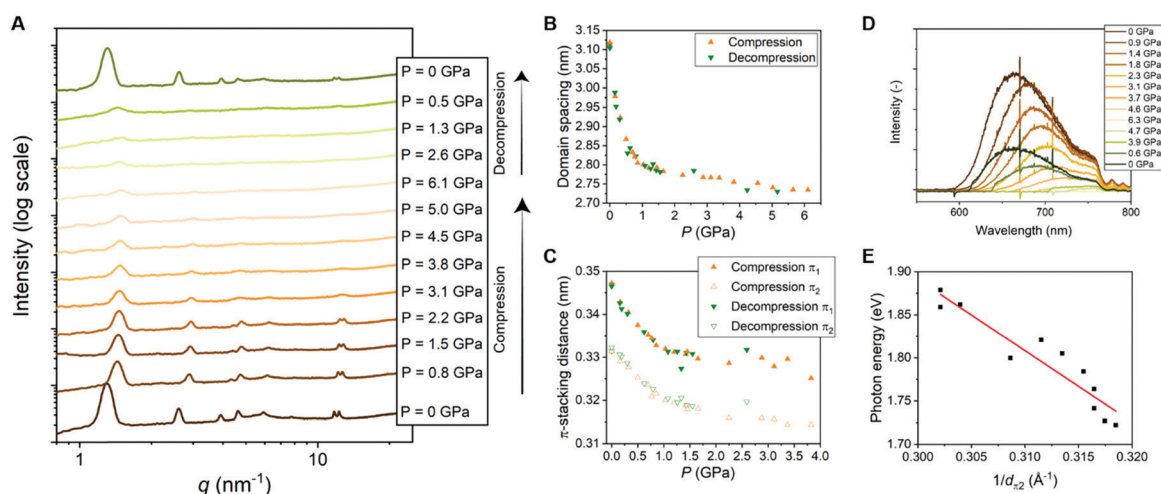 A
Intensity (log scale)
P = 0 GPa
P = 0.5 GPa
P = 1.3 GPa
P = 2.6 GPa
P = 6.1 GPa
P = 5.0 GPa
P = 4.5 GPa
P = 3.8 GPa
P = 3.1 GPa
P = 2.2 GPa
P = 1.5 GPa
P = 0.8 GPa
P = 0 GPa
Decompression
Compression
1 10
q (nm⁻¹)
B
Domain spacing (nm)
3.15
3.10
3.05
3.00
2.95
2.90
2.85
2.80
2.75
2.70
Compression
Decompression
0 1 2 3 4 5 6
P (GPa)
C
π-stacking distance (nm)
0.35
0.34
0.33
0.32
0.31
Compression π₁
Compression π₂
Decompression π₁
Decompression π₂
0.0 0.5 1.0 1.5 2.0 2.5 3.0 3.5 4.0
P (GPa)
D
Intensity (-)
0 GPa
0.9 GPa
1.4 GPa
1.8 GPa
2.3 GPa
3.1 GPa
3.7 GPa
4.6 GPa
6.3 GPa
4.7 GPa
3.9 GPa
0.6 GPa
0 GPa
600 700 800
Wavelength (nm)
E
Photon energy (eV)
1.90
1.85
1.80
1.75
1.70
0.300 0.305 0.310 0.315 0.320
1/dπ2 (Å⁻¹)